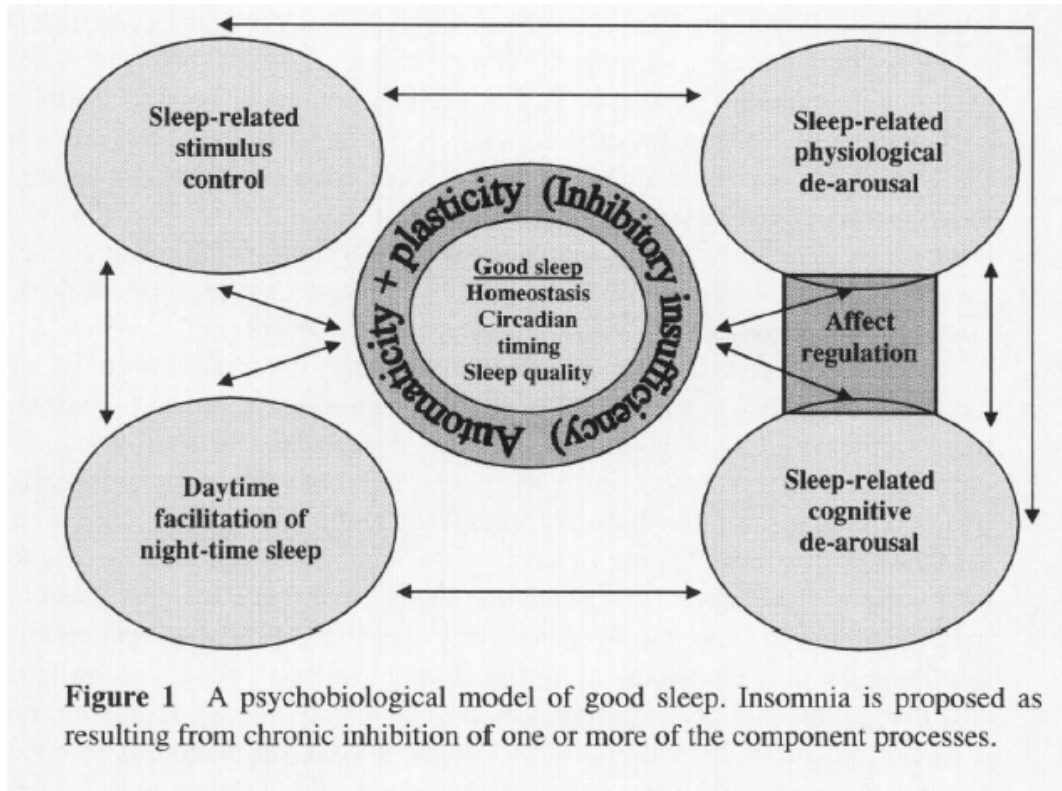 Sleep-related
stimulus
control
Sleep-related
physiological
de-arousal
Automaticity + plasticity (Inhibitory insufficiency)
Good sleep
Homeostasis
Circadian
timing
Sleep quality
Affect
regulation
Daytime
facilitation of
night-time sleep
Sleep-related
cognitive
de-arousal
Figure 1 A psychobiological model of good sleep. Insomnia is proposed as
resulting from chronic inhibition of one or more of the component processes.